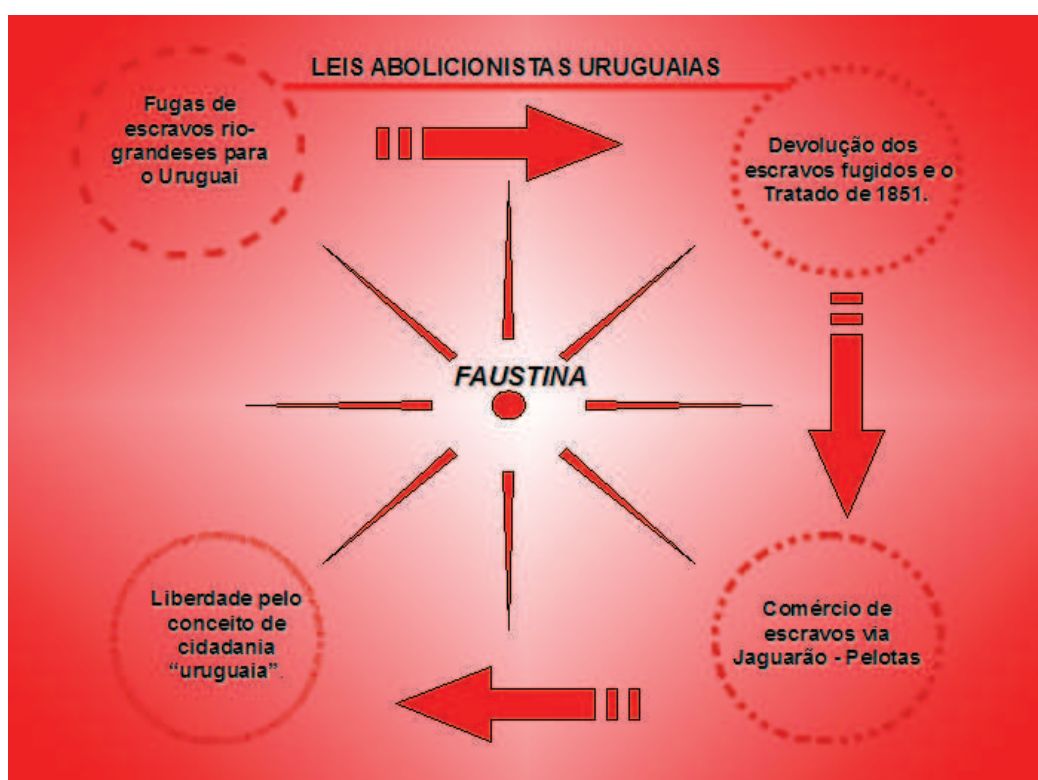 LEIS ABOLICIONISTAS URUGUAIAS
Fugas de
escravos rio-
grandeses para
o Uruguai
Devolução dos
escravos fugidos e o
Tratado de 1851.
FAUSTINA
Liberdade pelo
conceito de
cidadania
“uruguaia”.
Comércio de
escravos via
Jaguarão - Pelotas